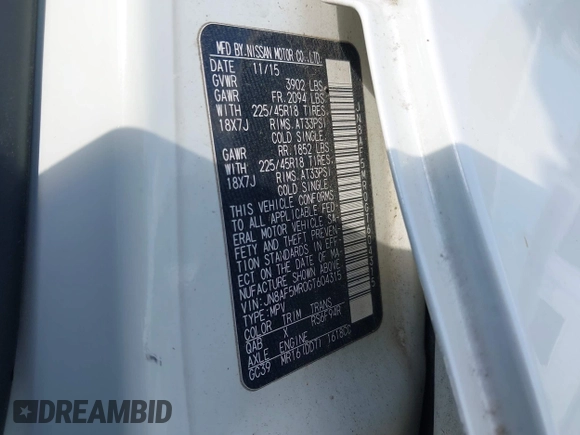 MFD BY:NISSAN MOTOR CO.,LTD.
DATE 11/15
GVWR 3902 LBS
GAWR FR.2094 LBS
WITH 225/45R18 TIRES.
18X7J RIMS.AT33PSI
COLD SINGLE.
GAWR RR.1852 LBS
WITH 225/45R18 TIRES.
18X7J RIMS.AT33PSI
COLD SINGLE.
THIS VEHICLE CONFORMS
TO ALL APPLICABLE FED-
ERAL MOTOR VEHICLE SA-
FETY AND THEFT PREVEN-
TION STANDARDS IN EFF-
ECT ON THE DATE OF MA-
NUFACTURE SHOWN ABOVE
VIN:JN8AF5MR0GT604315
TYPE:MPV
COLOR TRIM TRANS
QAB X RS6F94R
AXLE ENGINE
GC39 MR16(DDT) 1618CC
DREAMBID